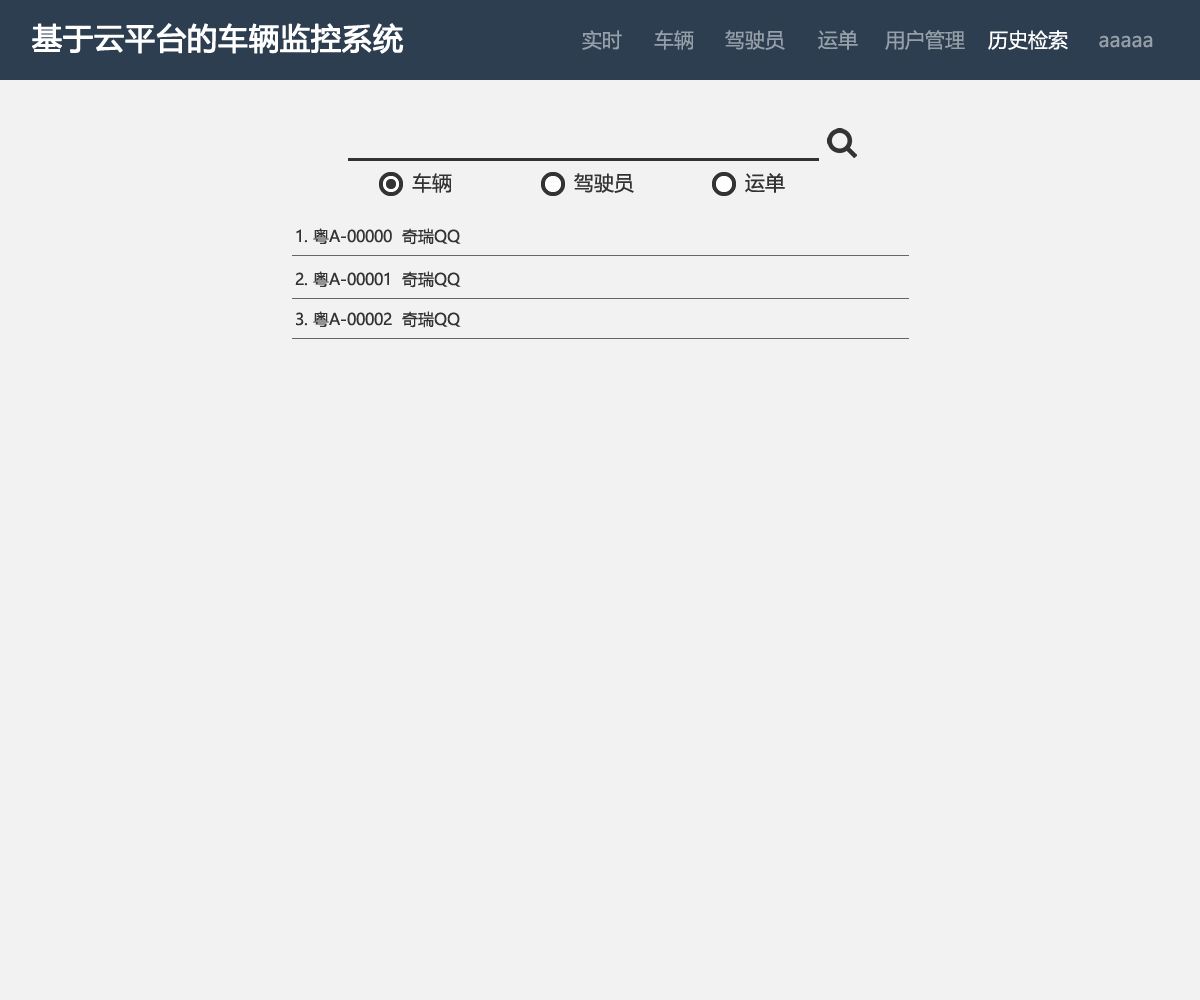 基于云平台的车辆监控系统 实时 车辆 驾驶员 运单 用户管理 历史检索 aaaaa
车辆 驾驶员 运单
1. 粤A-00000 奇瑞QQ
2. 粤A-00001 奇瑞QQ
3. 粤A-00002 奇瑞QQ